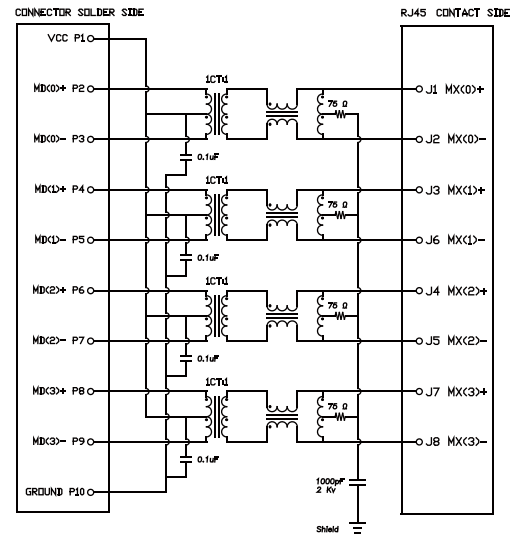 CONNECTOR SOLDER SIDE
RJ45 CONTACT SIDE
VCC P1
1CT:1
MD(0)+ P2
J1 MX(0)+
75 Ω
MD(0)- P3
J2 MX(0)-
0.1uF
1CT:1
MD(1)+ P4
J3 MX(1)+
75 Ω
MD(1)- P5
J6 MX(1)-
0.1uF
1CT:1
MD(2)+ P6
J4 MX(2)+
75 Ω
MD(2)- P7
J5 MX(2)-
0.1uF
1CT:1
MD(3)+ P8
J7 MX(3)+
75 Ω
MD(3)- P9
J8 MX(3)-
0.1uF
GROUND P10
1000pF
2 Kv
Shield